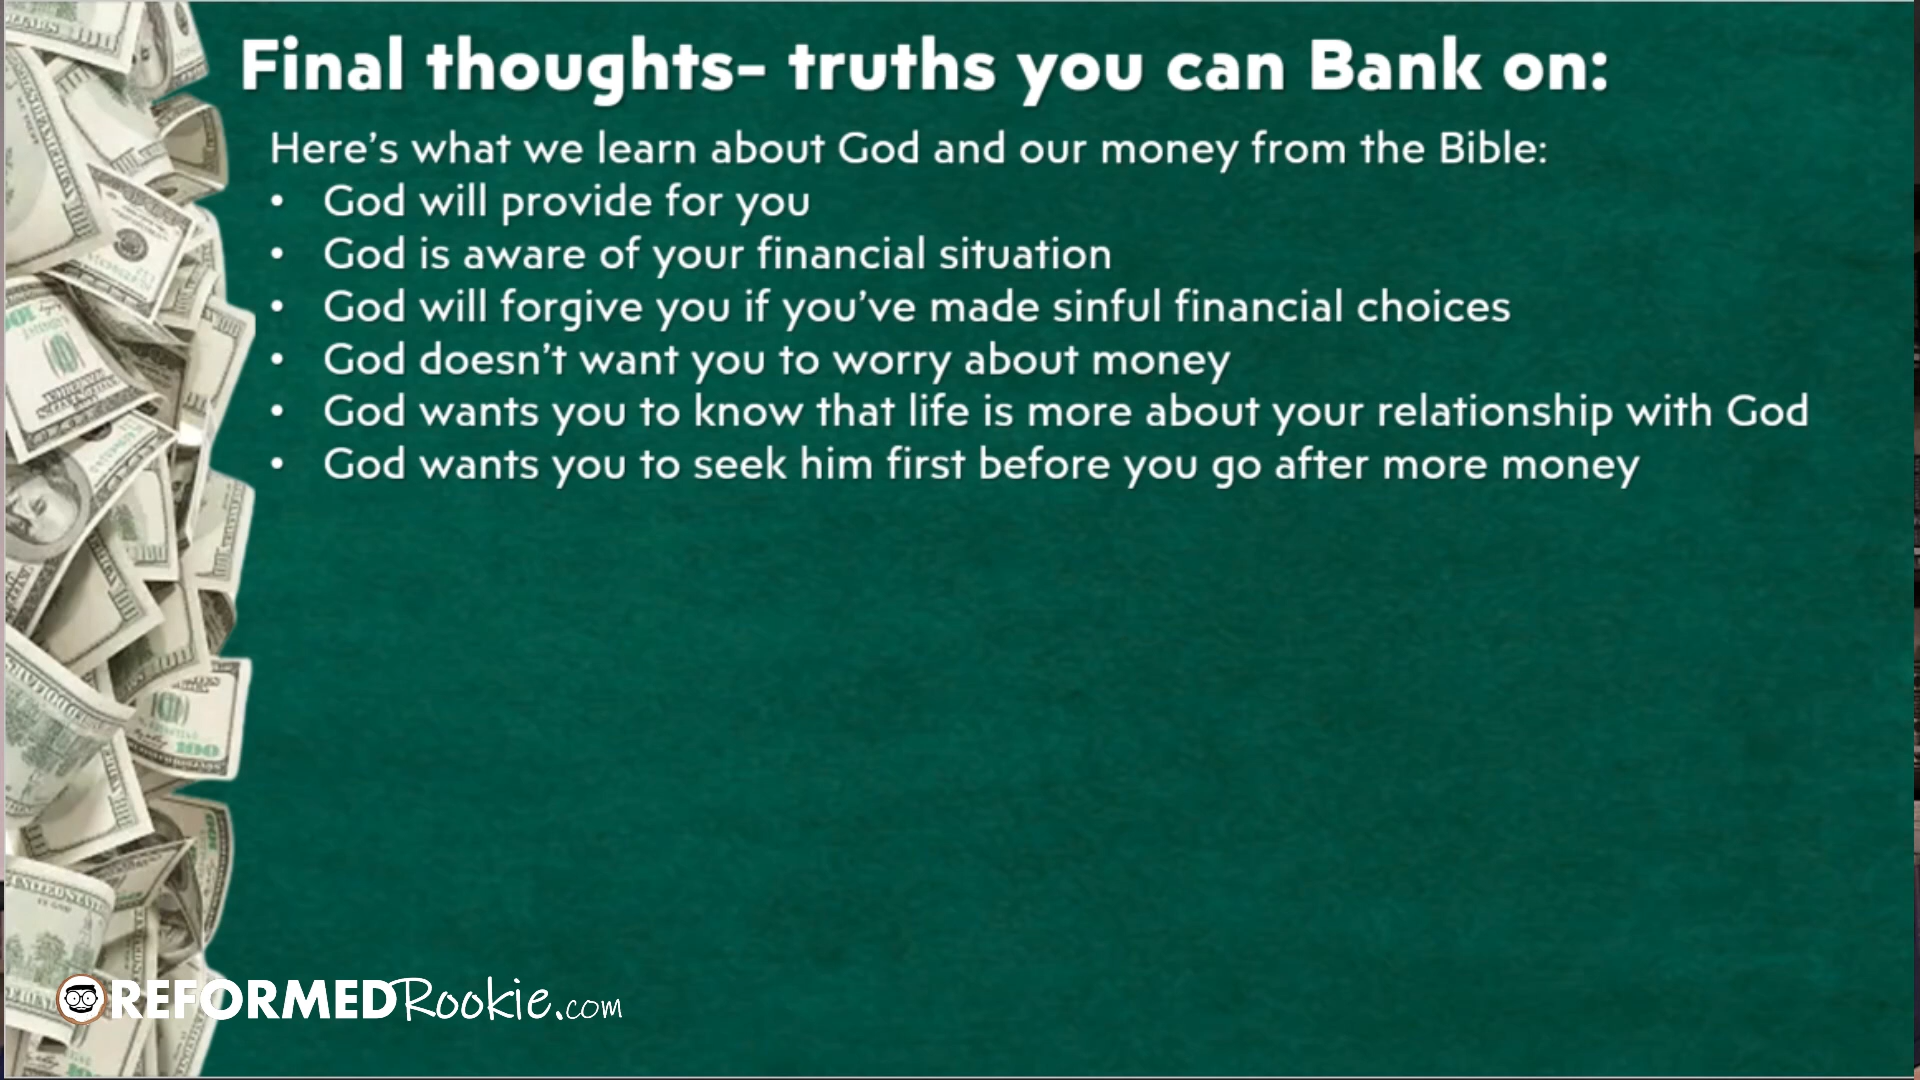 Final thoughts- truths you can Bank on:
Here's what we learn about God and our money from the Bible:
• God will provide for you
• God is aware of your financial situation
• God will forgive you if you've made sinful financial choices
• God doesn't want you to worry about money
• God wants you to know that life is more about your relationship with God
• God wants you to seek him first before you go after more money
REFORMEDRookie.com